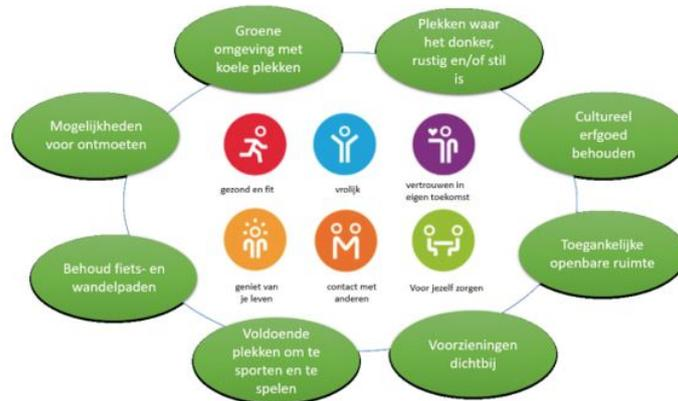 Groene
omgeving met
koele plekken
Plekken waar
het donker,
rustig en/of stil
is
Mogelijkheden
voor ontmoeten
Cultureel
erfgoed
behouden
gezond en fit
vrolijk
vertrouwen in
eigen toekomst
Behoud fiets- en
wandelpaden
Toegankelijke
openbare ruimte
geniet van
je leven
contact met
anderen
Voor jezelf zorgen
Voldoende
plekken om te
sporten en te
spelen
Voorzieningen
dichtbij